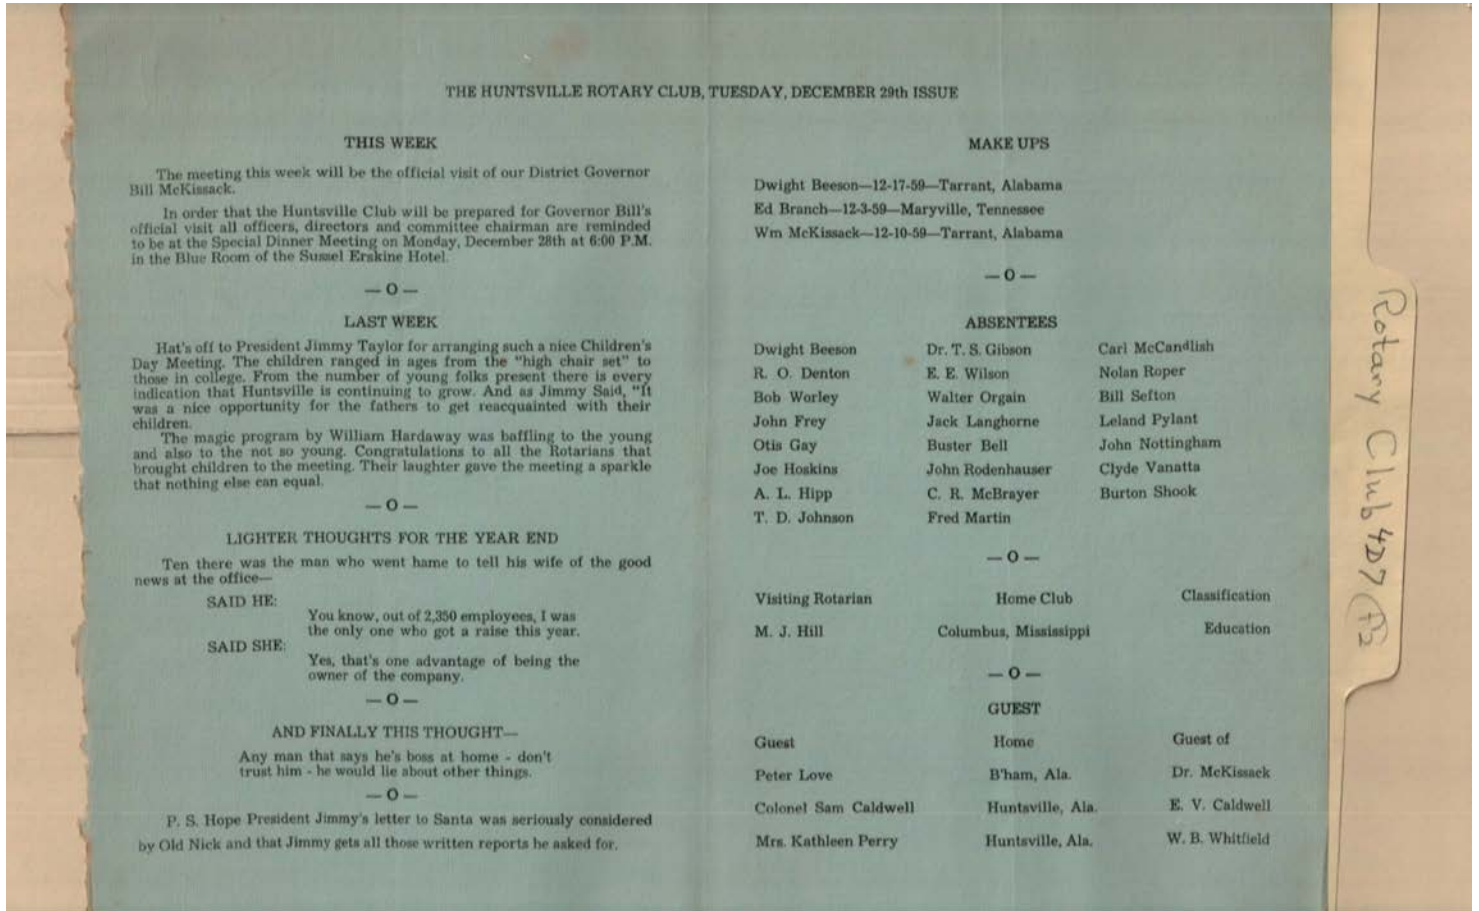 THE HUNTSVILLE ROTARY CLUB, TUESDAY, DECEMBER 29th ISSUE
THIS WEEK
The meeting this week will be the official visit of our District Governor
Bill McKissack.
In order that the Huntsville Club will be prepared for Governor Bill's
official visit all officers, directors and committee chairman are reminded
to be at the Special Dinner Meeting on Monday, December 28th at 6:00 P.M.
in the Blue Room of the Sussel Erskine Hotel.
— O —
LAST WEEK
Hat's off to President Jimmy Taylor for arranging such a nice Children's
Day Meeting. The children ranged in ages from the "high chair set" to
those in college. From the number of young folks present there is every
indication that Huntsville is continuing to grow. And as Jimmy Said, "It
was a nice opportunity for the fathers to get reacquainted with their
children.
The magic program by William Hardaway was baffling to the young
and also to the not so young. Congratulations to all the Rotarians that
brought children to the meeting. Their laughter gave the meeting a sparkle
that nothing else can equal.
— O —
LIGHTER THOUGHTS FOR THE YEAR END
Ten there was the man who went hame to tell his wife of the good
news at the office—
SAID HE:
You know, out of 2,350 employees, I was
the only one who got a raise this year.
SAID SHE:
Yes, that's one advantage of being the
owner of the company.
— O —
AND FINALLY THIS THOUGHT—
Any man that says he's boss at home - don't
trust him - he would lie about other things.
— O —
P. S. Hope President Jimmy's letter to Santa was seriously considered
by Old Nick and that Jimmy gets all those written reports he asked for.
MAKE UPS
Dwight Beeson—12-17-59—Tarrant, Alabama
Ed Branch—12-3-59—Maryville, Tennessee
Wm McKissack—12-10-59—Tarrant, Alabama
— O —
ABSENTEES
Dwight Beeson Dr. T. S. Gibson Carl McCandlish
R. O. Denton E. E. Wilson Nolan Roper
Bob Worley Walter Orgain Bill Sefton
John Frey Jack Langhorne Leland Pylant
Otis Gay Buster Bell John Nottingham
Joe Hoskins John Rodenhauser Clyde Vanatta
A. L. Hipp C. R. McBrayer Burton Shook
T. D. Johnson Fred Martin
— O —
Visiting Rotarian Home Club Classification
M. J. Hill Columbus, Mississippi Education
— O —
GUEST
Guest Home Guest of
Peter Love B'ham, Ala. Dr. McKissack
Colonel Sam Caldwell Huntsville, Ala. E. V. Caldwell
Mrs. Kathleen Perry Huntsville, Ala. W. B. Whitfield
Rotary Club 4D7